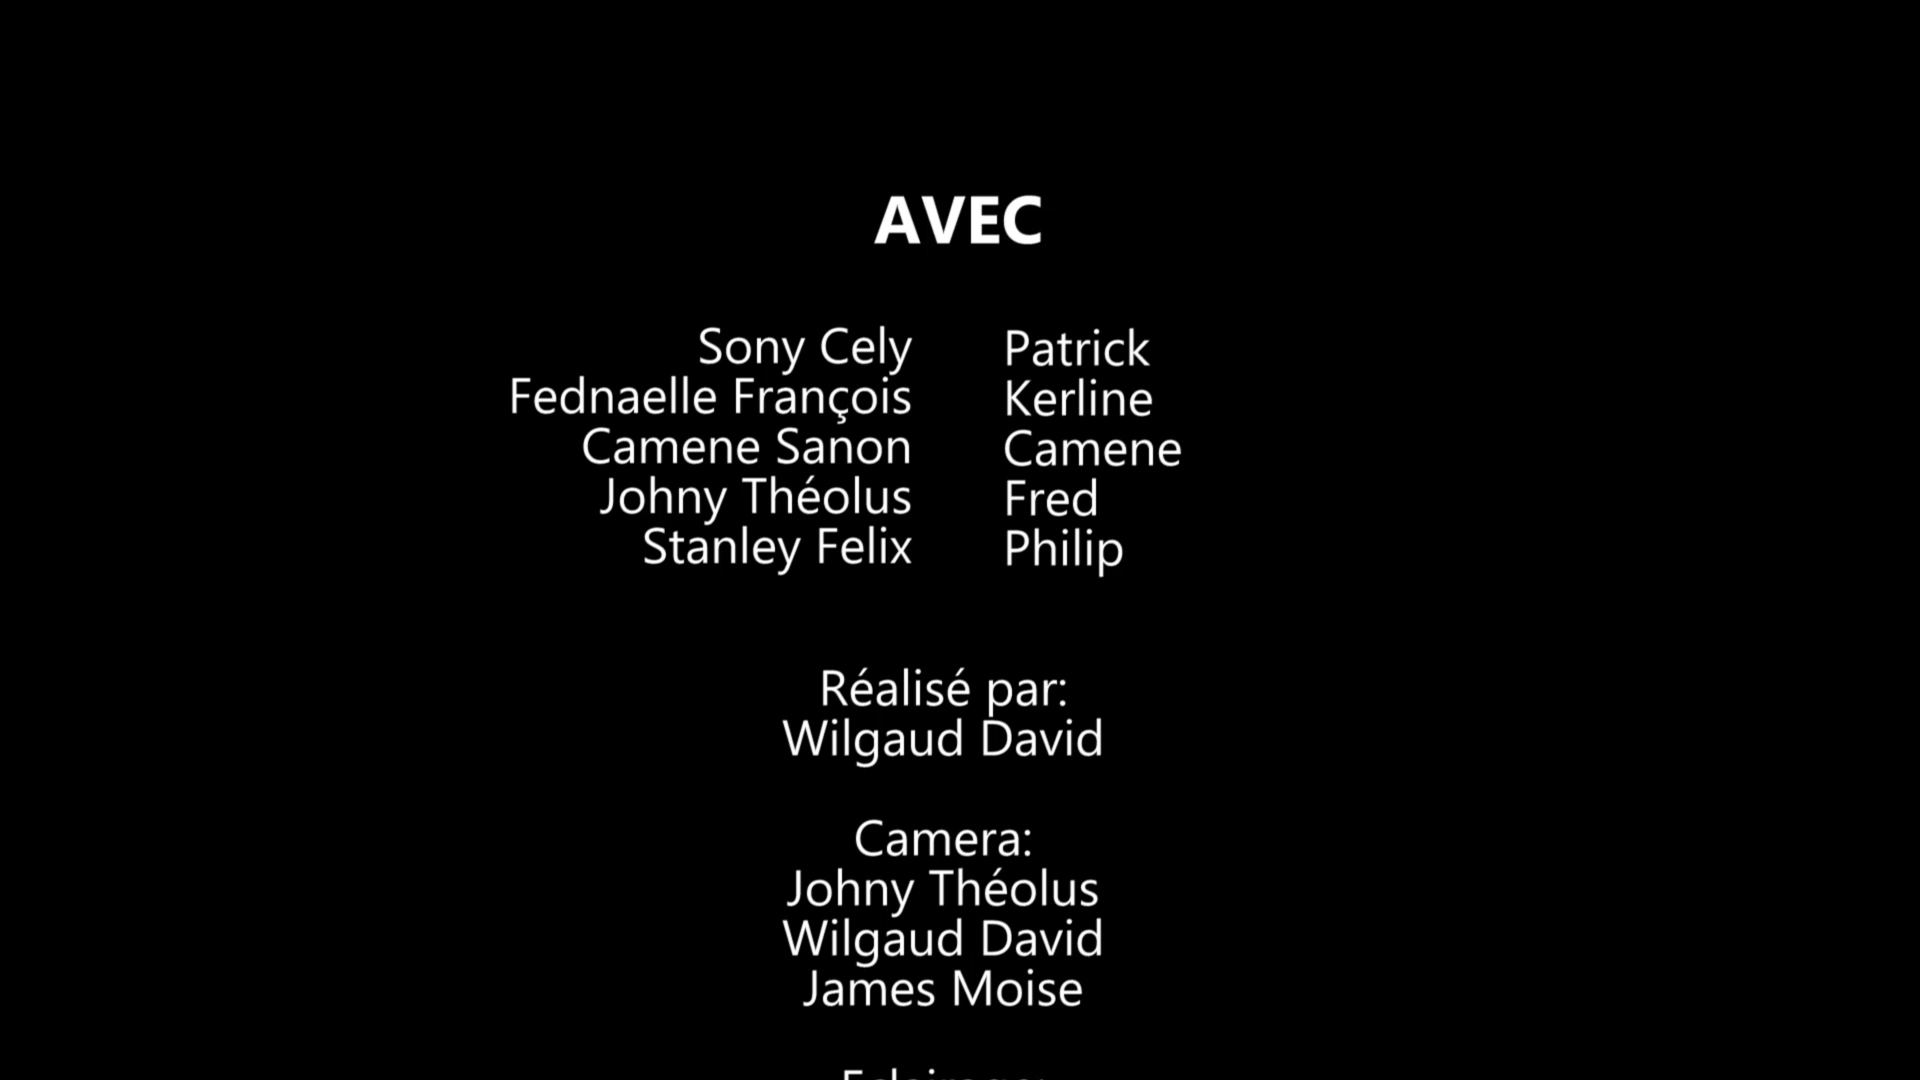 AVEC
Sony Cely Patrick
Fednaelle François Kerline
Camene Sanon Camene
Johny Théolus Fred
Stanley Felix Philip
Réalisé par:
Wilgaud David
Camera:
Johny Théolus
Wilgaud David
James Moise